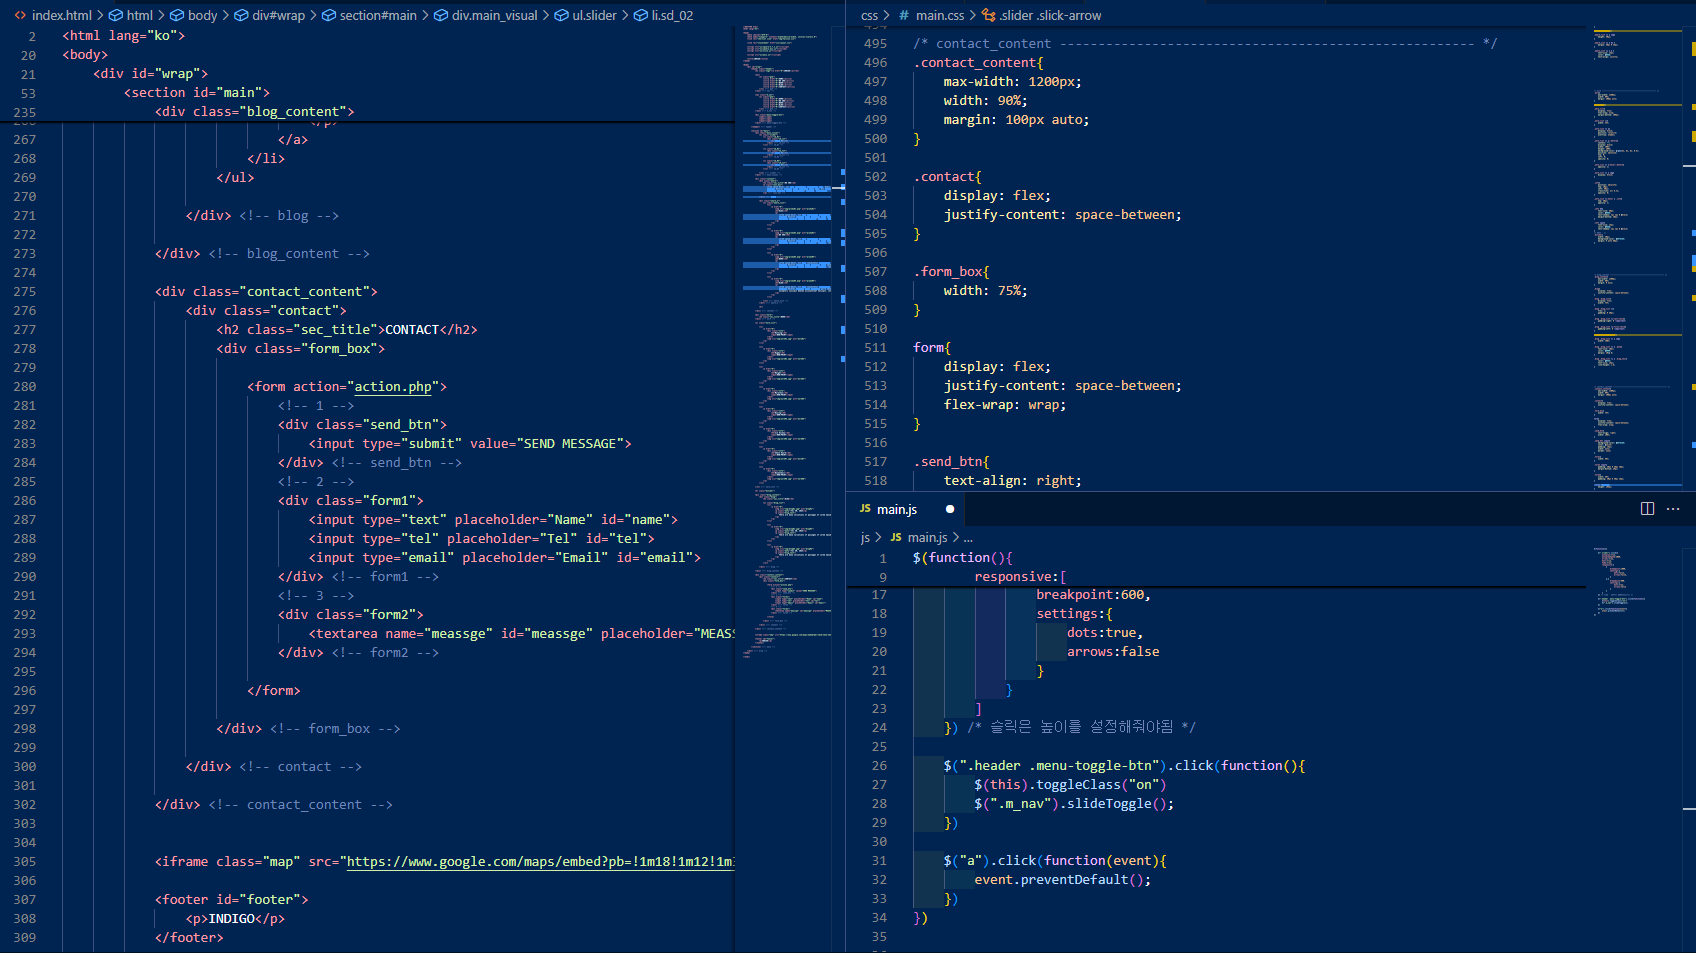 index.html > html > body > div#wrap > section#main > div.main_visual > ul.slider > li.sd_02
2 <html lang="ko">
20 <body>
21 <div id="wrap">
53 <section id="main">
235 <div class="blog_content">
267 </a>
268 </li>
269 </ul>
270
271 </div> <!-- blog -->
272
273 </div> <!-- blog_content -->
274
275 <div class="contact_content">
276 <div class="contact">
277 <h2 class="sec_title">CONTACT</h2>
278 <div class="form_box">
279
280 <form action="action.php">
281 <!-- 1 -->
282 <div class="send_btn">
283 <input type="submit" value="SEND MESSAGE">
284 </div> <!-- send_btn -->
285 <!-- 2 -->
286 <div class="form1">
287 <input type="text" placeholder="Name" id="name">
288 <input type="tel" placeholder="Tel" id="tel">
289 <input type="email" placeholder="Email" id="email">
290 </div> <!-- form1 -->
291 <!-- 3 -->
292 <div class="form2">
293 <textarea name="meassge" id="meassge" placeholder="MEASS
294 </div> <!-- form2 -->
295
296 </form>
297
298 </div> <!-- form_box -->
299
300 </div> <!-- contact -->
301
302 </div> <!-- contact_content -->
303
304
305 <iframe class="map" src="https://www.google.com/maps/embed?pb=!1m18!1m12!1m
306
307 <footer id="footer">
308 <p>INDIGO</p>
309 </footer>
css > # main.css > .slider .slick-arrow
495 /* contact_content ------------------------------------------------------ */
496 .contact_content{
497 max-width: 1200px;
498 width: 90%;
499 margin: 100px auto;
500 }
501
502 .contact{
503 display: flex;
504 justify-content: space-between;
505 }
506
507 .form_box{
508 width: 75%;
509 }
510
511 form{
512 display: flex;
513 justify-content: space-between;
514 flex-wrap: wrap;
515 }
516
517 .send_btn{
518 text-align: right;
JS main.js ●
js > JS main.js > ...
1 $(function(){
9 responsive:[
17 breakpoint:600,
18 settings:{
19 dots:true,
20 arrows:false
21 }
22 }
23 ]
24 }) /* 슬릭은 높이를 설정해줘야됨 */
25
26 $(".header .menu-toggle-btn").click(function(){
27 $(this).toggleClass("on")
28 $(".m_nav").slideToggle();
29 })
30
31 $("a").click(function(event){
32 event.preventDefault();
33 })
34 })
35